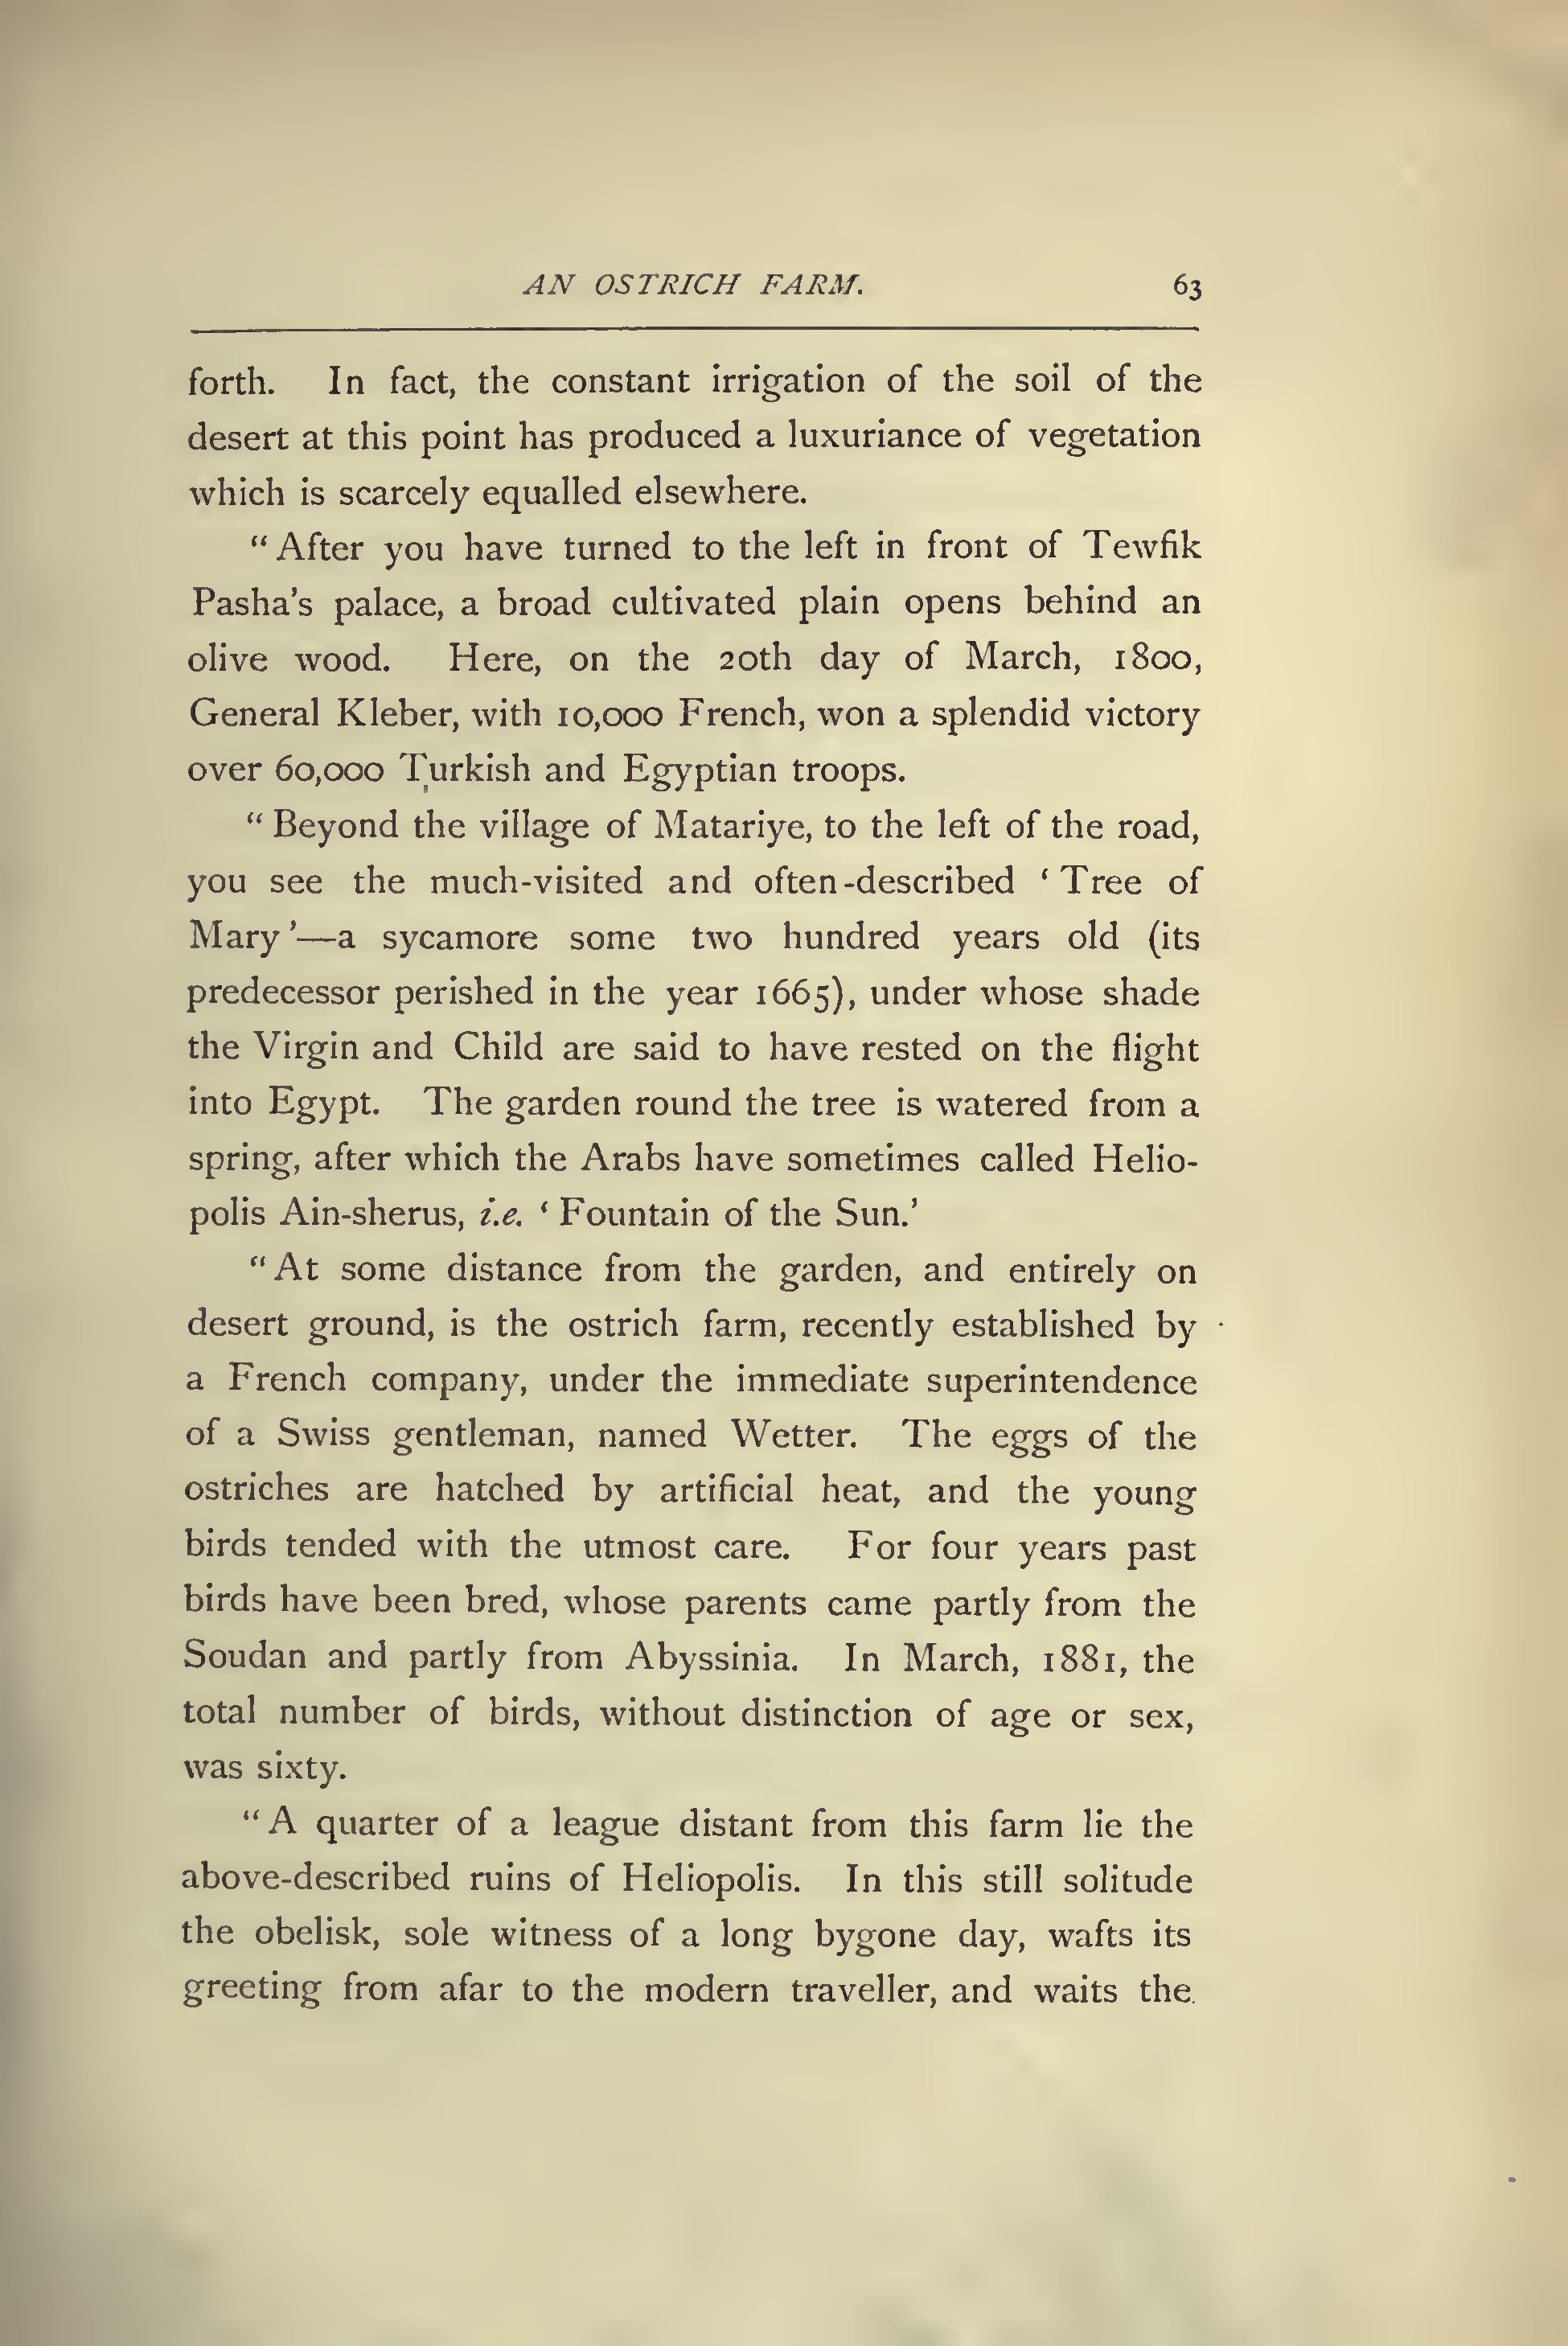 AN OSTRICH FARM. 63
forth. In fact, the constant irrigation of the soil of the
desert at this point has produced a luxuriance of vegetation
which is scarcely equalled elsewhere.
“After you have turned to the left in front of Tewfik
Pasha’s palace, a broad cultivated plain opens behind an
olive wood. Here, on the 20th day of March, 1800,
General Kleber, with 10,000 French, won a splendid victory
over 60,000 Turkish and Egyptian troops.
“Beyond the village of Matariye, to the left of the road,
you see the much-visited and often-described ‘Tree of
Mary’—a sycamore some two hundred years old (its
predecessor perished in the year 1665), under whose shade
the Virgin and Child are said to have rested on the flight
into Egypt. The garden round the tree is watered from a
spring, after which the Arabs have sometimes called Helio-
polis Ain-sherus, i.e. ‘Fountain of the Sun.’
“At some distance from the garden, and entirely on
desert ground, is the ostrich farm, recently established by
a French company, under the immediate superintendence
of a Swiss gentleman, named Wetter. The eggs of the
ostriches are hatched by artificial heat, and the young
birds tended with the utmost care. For four years past
birds have been bred, whose parents came partly from the
Soudan and partly from Abyssinia. In March, 1881, the
total number of birds, without distinction of age or sex,
was sixty.
“A quarter of a league distant from this farm lie the
above-described ruins of Heliopolis. In this still solitude
the obelisk, sole witness of a long bygone day, wafts its
greeting from afar to the modern traveller, and waits the